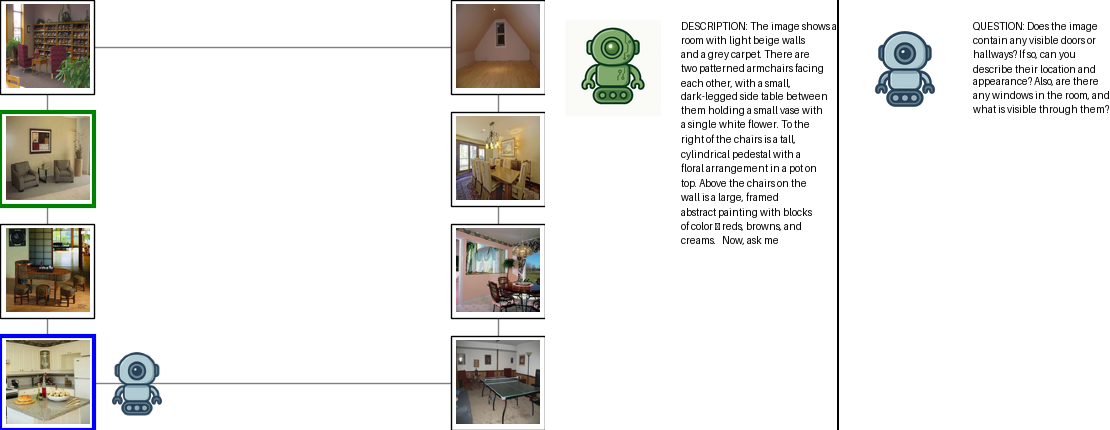 DESCRIPTION: The image shows a
room with light beige walls
and a grey carpet. There are
two patterned armchairs facing
each other, with a small,
dark-legged side table between
them holding a small vase with
a single white flower. To the
right of the chairs is a tall,
cylindrical pedestal with a
floral arrangement in a pot on
top. Above the chairs on the
wall is a large, framed
abstract painting with blocks
of color ▯ reds, browns, and
creams. Now, ask me
QUESTION: Does the image
contain any visible doors or
hallways? If so, can you
describe their location and
appearance? Also, are there
any windows in the room, and
what is visible through them?